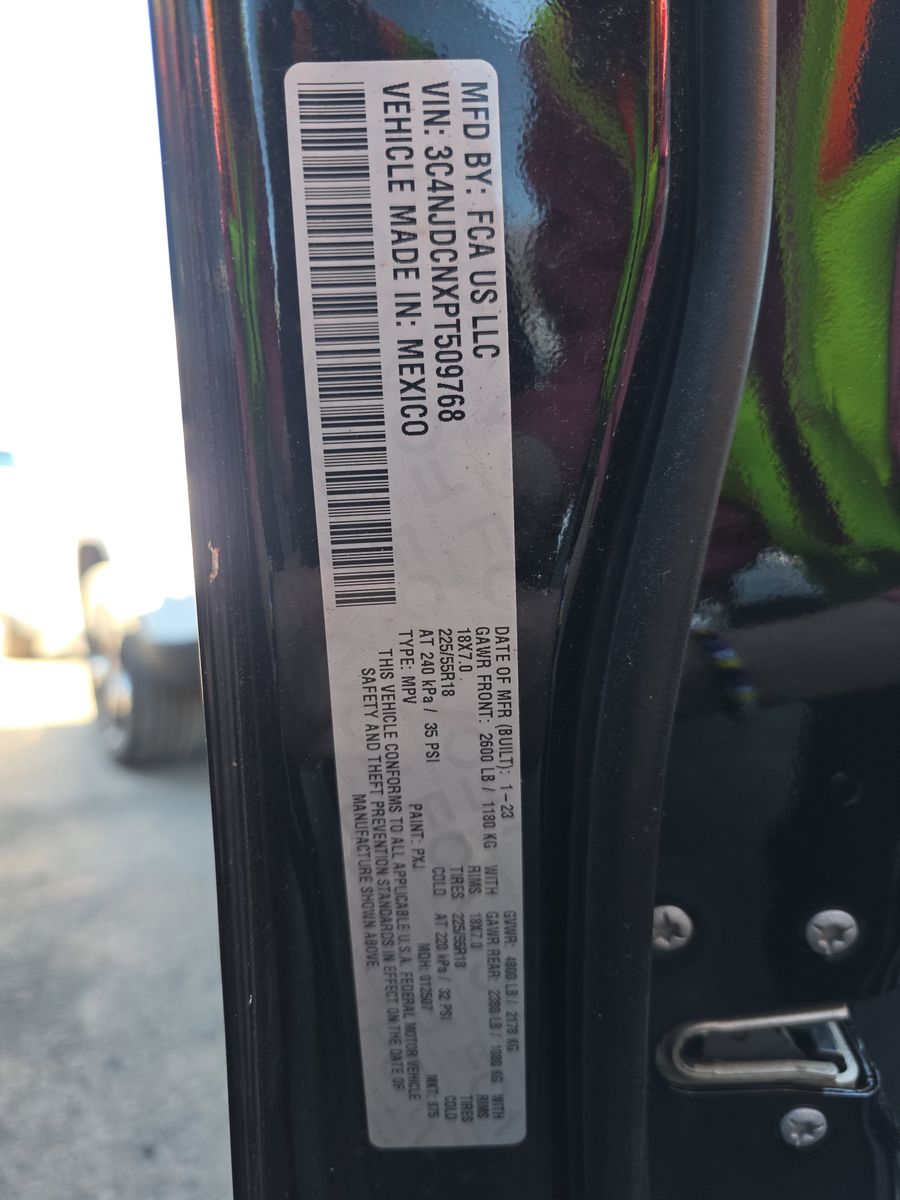 MFD BY: FCA US LLC
VIN: 3C4NJDCNXPT509768
VEHICLE MADE IN: MEXICO
DATE OF MFR (BUILT): 1-23 GVWR: 4800 LB / 2178 KG
GAWR FRONT: 2600 LB / 1180 KG WITH GAWR REAR: 2380 LB / 1080 KG WITH
18X7.0 RIMS 18X7.0 RIMS
225/55R18 TIRES 225/55R18 TIRES
AT 240 kPa / 35 PSI COLD AT 220 kPa / 32 PSI COLD
TYPE: MPV PAINT: PXJ MDH: 012507 MKT: 975
THIS VEHICLE CONFORMS TO ALL APPLICABLE U.S.A. FEDERAL MOTOR VEHICLE
SAFETY AND THEFT PREVENTION STANDARDS IN EFFECT ON THE DATE OF
MANUFACTURE SHOWN ABOVE.